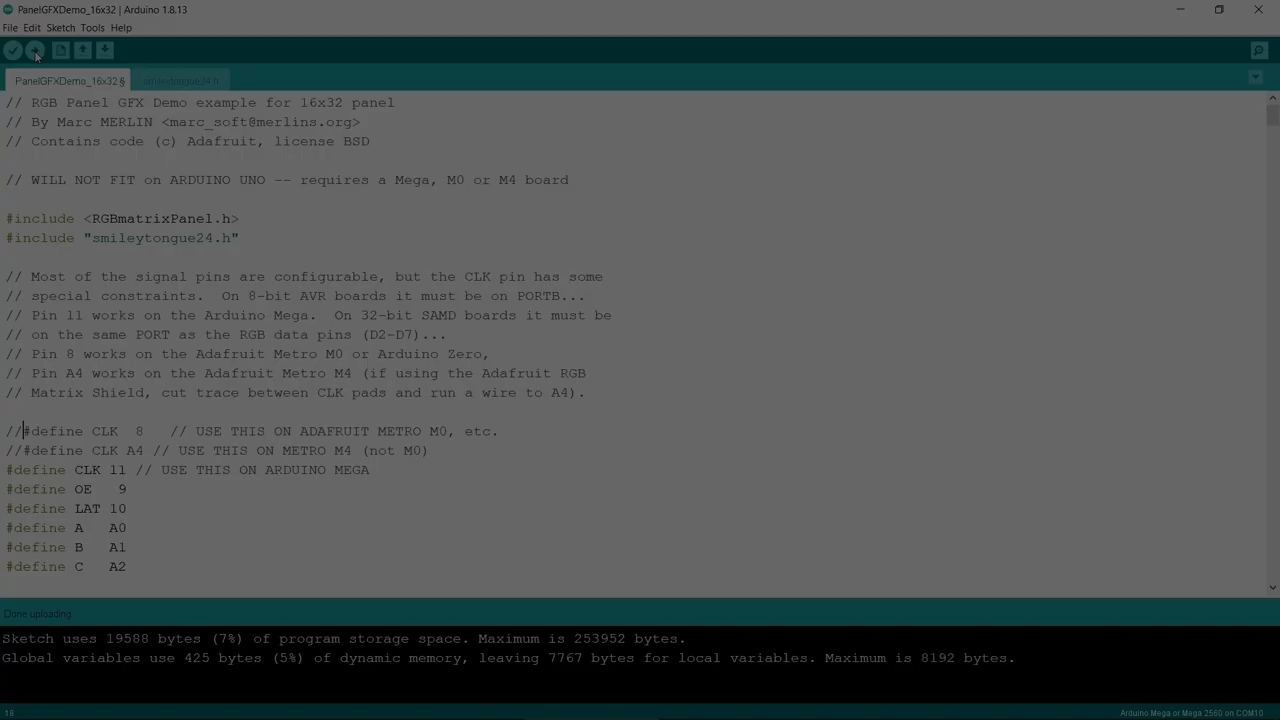 PanelGFXDemo_16x32 | Arduino 1.8.13
File Edit Sketch Tools Help
PanelGFXDemo_16x32 § smileytongue24.h
// RGB Panel GFX Demo example for 16x32 panel
// By Marc MERLIN <marc_soft@merlins.org>
// Contains code (c) Adafruit, license BSD
// WILL NOT FIT on ARDUINO UNO -- requires a Mega, M0 or M4 board
#include <RGBmatrixPanel.h>
#include "smileytongue24.h"
// Most of the signal pins are configurable, but the CLK pin has some
// special constraints.  On 8-bit AVR boards it must be on PORTB...
// Pin 11 works on the Arduino Mega.  On 32-bit SAMD boards it must be
// on the same PORT as the RGB data pins (D2-D7)...
// Pin 8 works on the Adafruit Metro M0 or Arduino Zero,
// Pin A4 works on the Adafruit Metro M4 (if using the Adafruit RGB
// Matrix Shield, cut trace between CLK pads and run a wire to A4).
//#define CLK  8   // USE THIS ON ADAFRUIT METRO M0, etc.
//#define CLK A4 // USE THIS ON METRO M4 (not M0)
#define CLK 11 // USE THIS ON ARDUINO MEGA
#define OE   9
#define LAT 10
#define A   A0
#define B   A1
#define C   A2
Done uploading.
Sketch uses 19588 bytes (7%) of program storage space. Maximum is 253952 bytes.
Global variables use 425 bytes (5%) of dynamic memory, leaving 7767 bytes for local variables. Maximum is 8192 bytes.
18 Arduino Mega or Mega 2560 on COM10